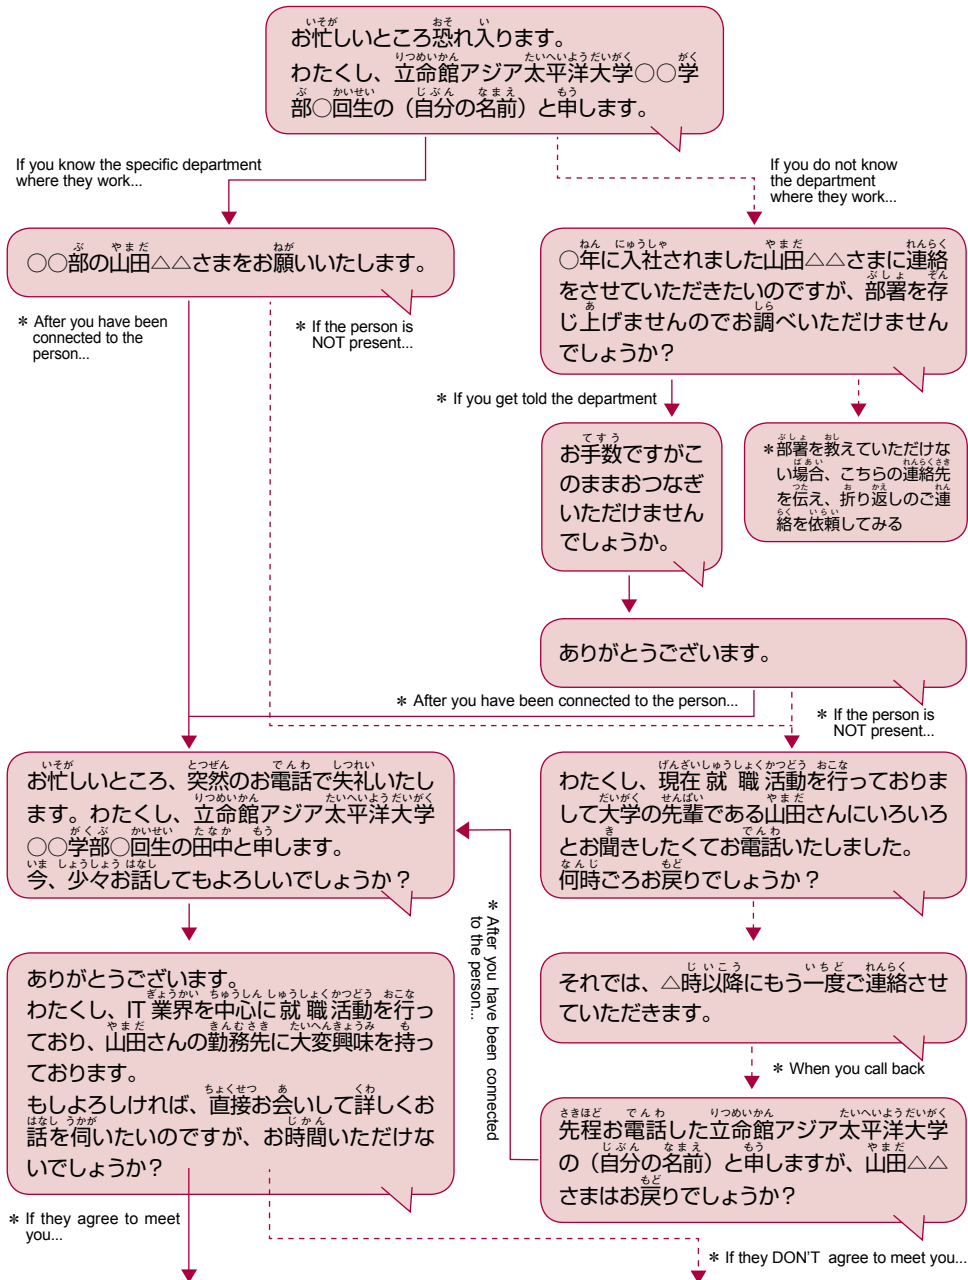 お忙しいところ恐れ入ります。
わたくし、立命館アジア太平洋大学○○学
部○回生の（自分の名前）と申します。
If you know the specific department
where they work...
If you do not know
the department
where they work...
○○部の山田△△さまをお願いいたします。
○年に入社されました山田△△さまに連絡
をさせていただきたいのですが、部署を存
じ上げませんのでお調べいただけません
でしょうか？
＊ After you have been
connected to the
person...
＊ If the person is
NOT present...
＊ If you get told the department
お手数ですがこ
のままおつなぎ
いただけません
でしょうか。
＊部署を教えていただけな
い場合、こちらの連絡先
を伝え、折り返しのご連
絡を依頼してみる
ありがとうございます。
＊ After you have been connected to the person...
＊ If the person is
NOT present...
お忙しいところ、突然のお電話で失礼いたし
ます。わたくし、立命館アジア太平洋大学
○○学部○回生の田中と申します。
今、少々お話してもよろしいでしょうか？
わたくし、現在就職活動を行っておりま
して大学の先輩である山田さんにいろいろ
とお聞きしたくてお電話いたしました。
何時ごろお戻りでしょうか？
＊ After you have been connected
to the person...
ありがとうございます。
わたくし、IT 業界を中心に就職活動を行っ
ており、山田さんの勤務先に大変興味を持っ
ております。
もしよろしければ、直接お会いして詳しくお
話を伺いたいのですが、お時間いただけな
いでしょうか？
それでは、△時以降にもう一度ご連絡させ
ていただきます。
＊ When you call back
先程お電話した立命館アジア太平洋大学
の（自分の名前）と申しますが、山田△△
さまはお戻りでしょうか？
＊ If they agree to meet
you...
＊ If they DON'T agree to meet you...